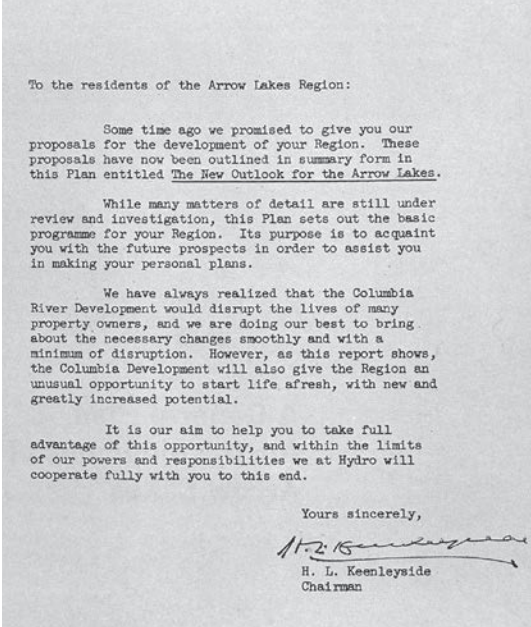 To the residents of the Arrow Lakes Region:
Some time ago we promised to give you our
proposals for the development of your Region. These
proposals have now been outlined in summary form in
this Plan entitled The New Outlook for the Arrow Lakes.
While many matters of detail are still under
review and investigation, this Plan sets out the basic
programme for your Region. Its purpose is to acquaint
you with the future prospects in order to assist you
in making your personal plans.
We have always realized that the Columbia
River Development would disrupt the lives of many
property owners, and we are doing our best to bring
about the necessary changes smoothly and with a
minimum of disruption. However, as this report shows,
the Columbia Development will also give the Region an
unusual opportunity to start life afresh, with new and
greatly increased potential.
It is our aim to help you to take full
advantage of this opportunity, and within the limits
of our powers and responsibilities we at Hydro will
cooperate fully with you to this end.
Yours sincerely,
H. L. Keenleyside
H. L. Keenleyside
Chairman